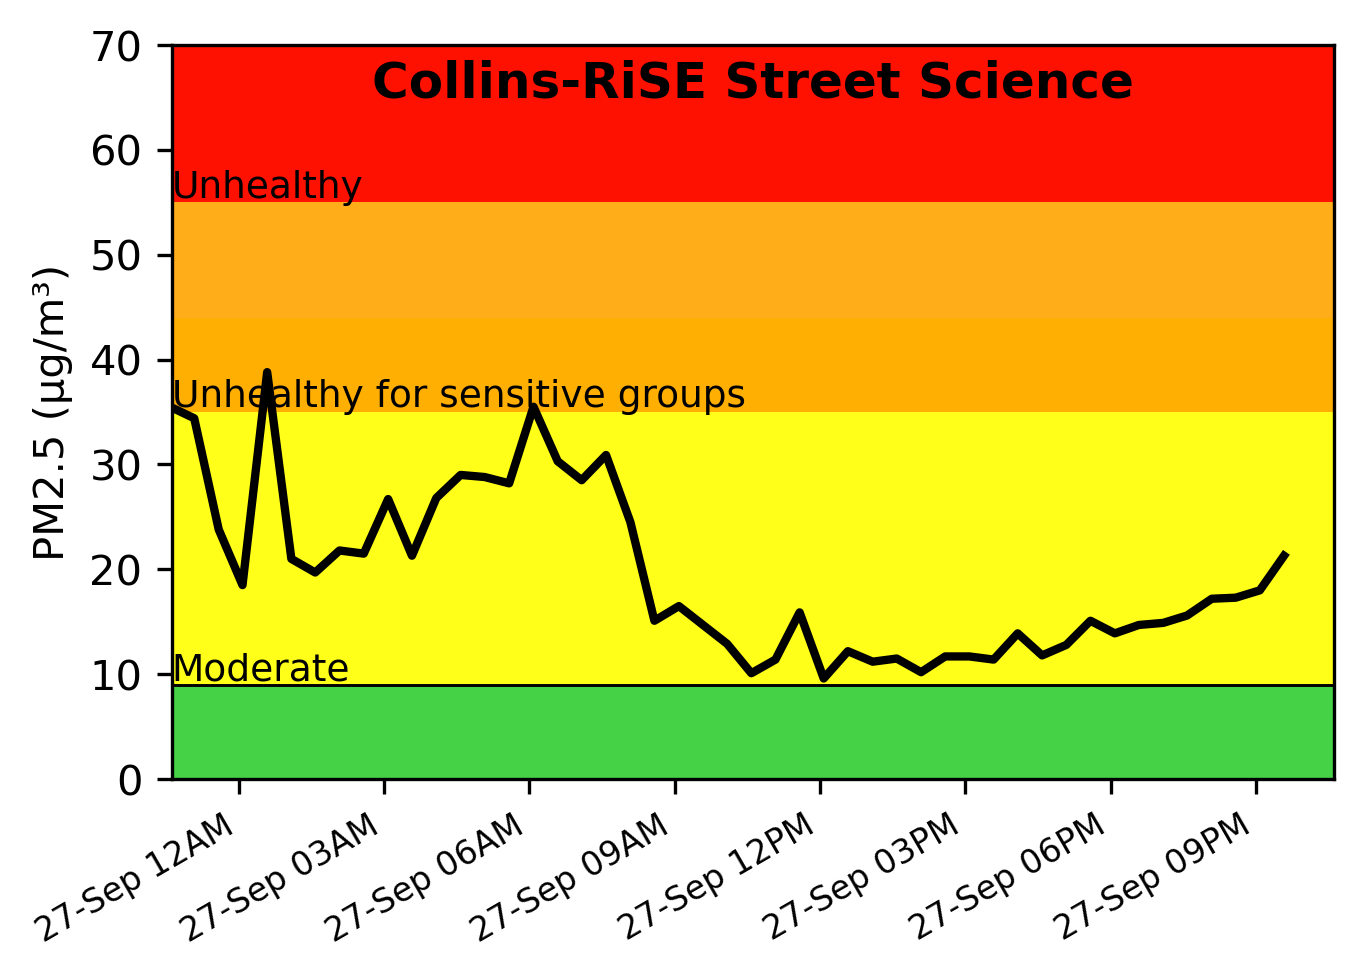 Collins-RiSE Street Science
70
60
50
40
30
20
10
0
PM2.5 (µg/m³)
Unhealthy
Unhealthy for sensitive groups
Moderate
27-Sep 12AM
27-Sep 03AM
27-Sep 06AM
27-Sep 09AM
27-Sep 12PM
27-Sep 03PM
27-Sep 06PM
27-Sep 09PM